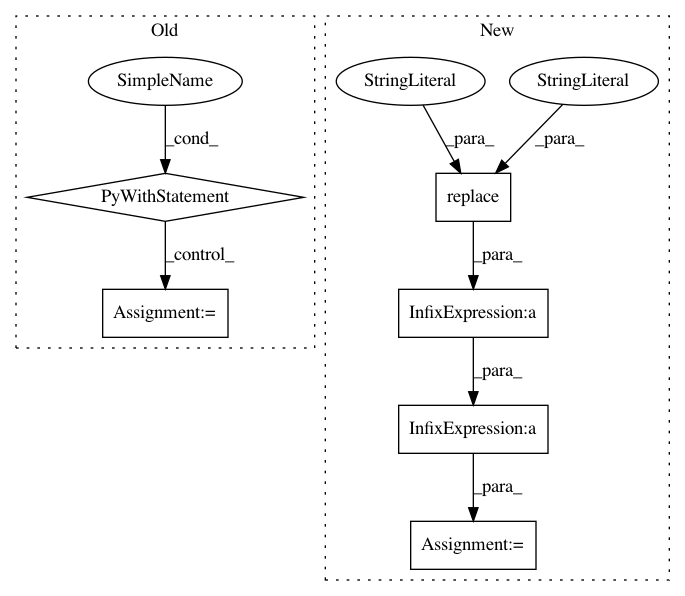 Old
SimpleName
_cond_
PyWithStatement
_control_
Assignment:=
New
StringLiteral
StringLiteral
_para_
_para_
replace
_para_
InfixExpression:a
_para_
InfixExpression:a
_para_
Assignment:=